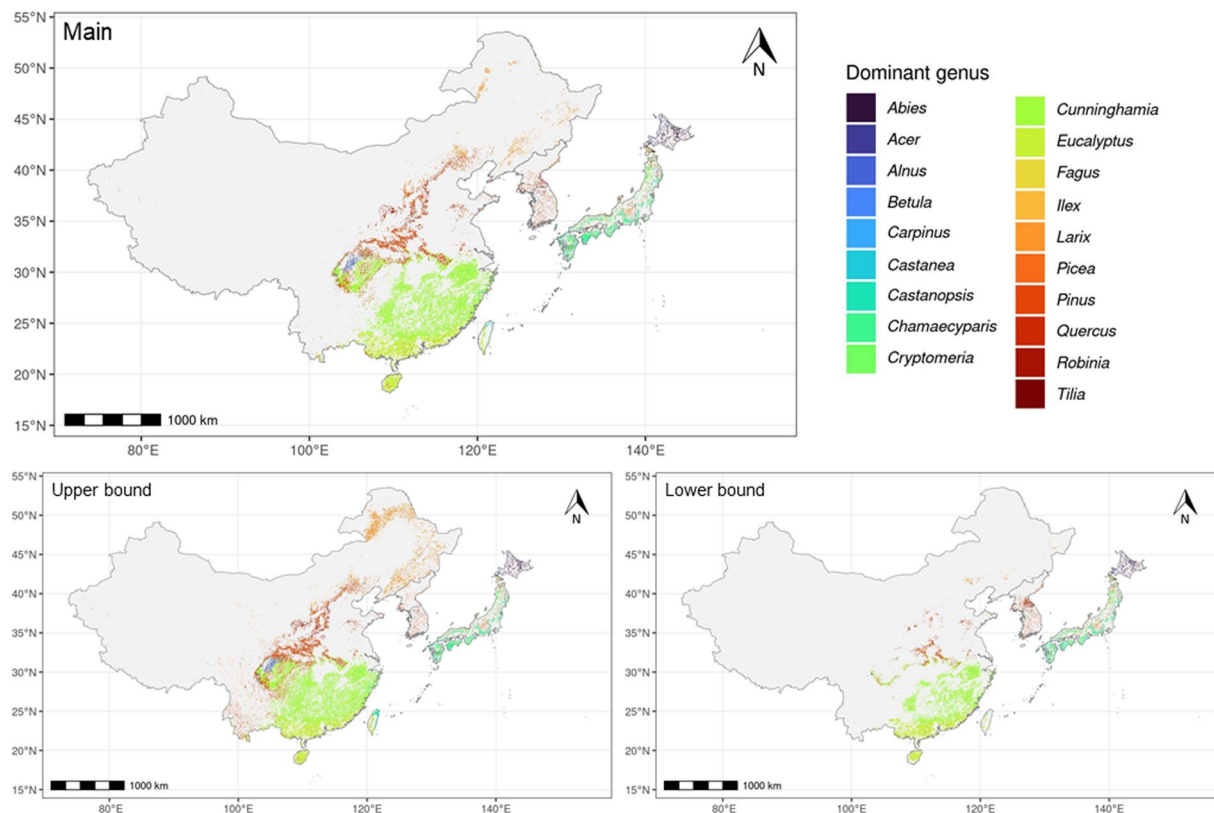 Main
55°N
50°N
45°N
40°N
35°N
30°N
25°N
20°N
15°N
N
1000 km
80°E
100°E
120°E
140°E
Dominant genus
Abies
Acer
Alnus
Betula
Carpinus
Castanea
Castanopsis
Chamaecyparis
Cryptomeria
Cunninghamia
Eucalyptus
Fagus
Ilex
Larix
Picea
Pinus
Quercus
Robinia
Tilia
Upper bound
55°N
50°N
45°N
40°N
35°N
30°N
25°N
20°N
15°N
N
1000 km
80°E
100°E
120°E
140°E
Lower bound
55°N
50°N
45°N
40°N
35°N
30°N
25°N
20°N
15°N
N
1000 km
80°E
100°E
120°E
140°E